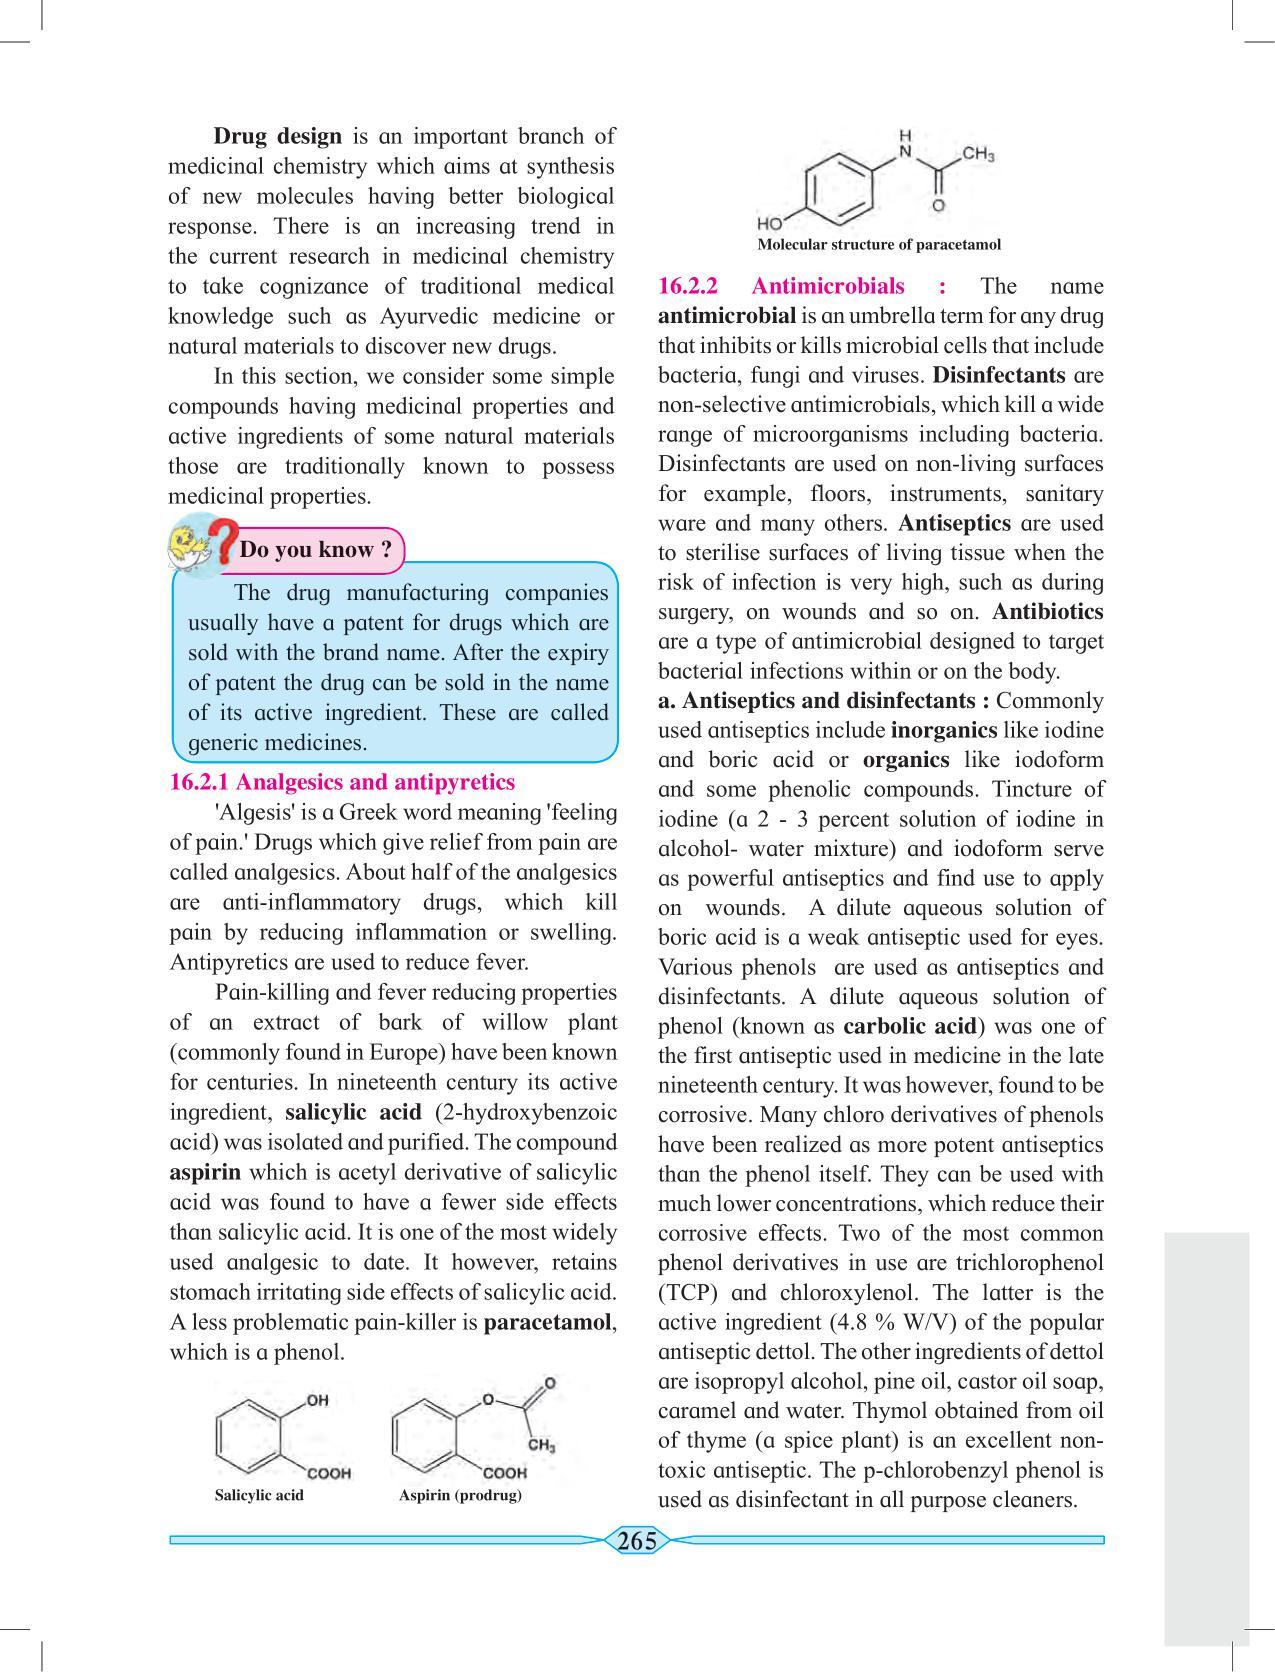 Drug design is an important branch of
medicinal chemistry which aims at synthesis
of new molecules having better biological
response. There is an increasing trend in
the current research in medicinal chemistry
to take cognizance of traditional medical
knowledge such as Ayurvedic medicine or
natural materials to discover new drugs.
In this section, we consider some simple
compounds having medicinal properties and
active ingredients of some natural materials
those are traditionally known to possess
medicinal properties.
Do you know ?
The drug manufacturing companies
usually have a patent for drugs which are
sold with the brand name. After the expiry
of patent the drug can be sold in the name
of its active ingredient. These are called
generic medicines.
16.2.1 Analgesics and antipyretics
'Algesis' is a Greek word meaning 'feeling
of pain.' Drugs which give relief from pain are
called analgesics. About half of the analgesics
are anti-inflammatory drugs, which kill
pain by reducing inflammation or swelling.
Antipyretics are used to reduce fever.
Pain-killing and fever reducing properties
of an extract of bark of willow plant
(commonly found in Europe) have been known
for centuries. In nineteenth century its active
ingredient, salicylic acid (2-hydroxybenzoic
acid) was isolated and purified. The compound
aspirin which is acetyl derivative of salicylic
acid was found to have a fewer side effects
than salicylic acid. It is one of the most widely
used analgesic to date. It however, retains
stomach irritating side effects of salicylic acid.
A less problematic pain-killer is paracetamol,
which is a phenol.
OH
COOH
Salicylic acid
O
O
CH3
COOH
Aspirin (prodrug)
H
N
CH3
O
HO
Molecular structure of paracetamol
16.2.2 Antimicrobials : The name
antimicrobial is an umbrella term for any drug
that inhibits or kills microbial cells that include
bacteria, fungi and viruses. Disinfectants are
non-selective antimicrobials, which kill a wide
range of microorganisms including bacteria.
Disinfectants are used on non-living surfaces
for example, floors, instruments, sanitary
ware and many others. Antiseptics are used
to sterilise surfaces of living tissue when the
risk of infection is very high, such as during
surgery, on wounds and so on. Antibiotics
are a type of antimicrobial designed to target
bacterial infections within or on the body.
a. Antiseptics and disinfectants : Commonly
used antiseptics include inorganics like iodine
and boric acid or organics like iodoform
and some phenolic compounds. Tincture of
iodine (a 2 - 3 percent solution of iodine in
alcohol- water mixture) and iodoform serve
as powerful antiseptics and find use to apply
on wounds. A dilute aqueous solution of
boric acid is a weak antiseptic used for eyes.
Various phenols are used as antiseptics and
disinfectants. A dilute aqueous solution of
phenol (known as carbolic acid) was one of
the first antiseptic used in medicine in the late
nineteenth century. It was however, found to be
corrosive. Many chloro derivatives of phenols
have been realized as more potent antiseptics
than the phenol itself. They can be used with
much lower concentrations, which reduce their
corrosive effects. Two of the most common
phenol derivatives in use are trichlorophenol
(TCP) and chloroxylenol. The latter is the
active ingredient (4.8 % W/V) of the popular
antiseptic dettol. The other ingredients of dettol
are isopropyl alcohol, pine oil, castor oil soap,
caramel and water. Thymol obtained from oil
of thyme (a spice plant) is an excellent non-
toxic antiseptic. The p-chlorobenzyl phenol is
used as disinfectant in all purpose cleaners.
265